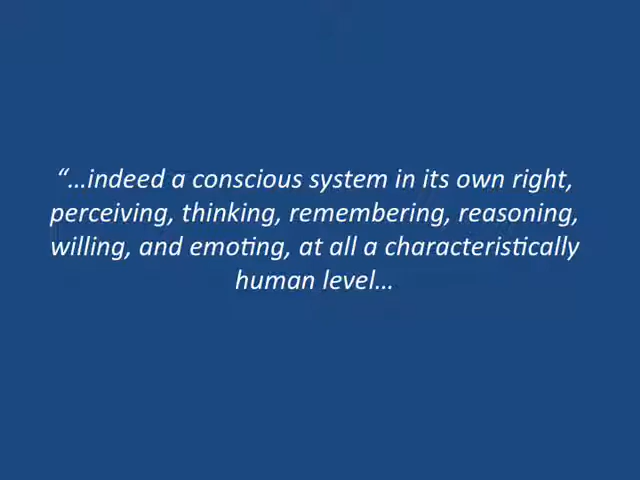 “…indeed a conscious system in its own right,
perceiving, thinking, remembering, reasoning,
willing, and emoting, at all a characteristically
human level…